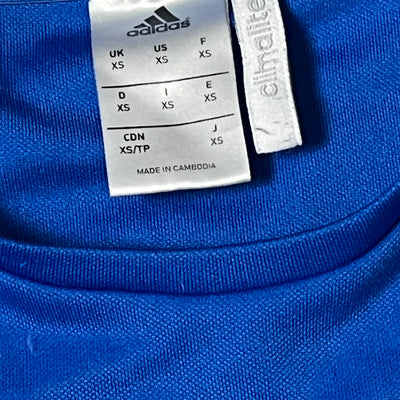 adidas
UK US F
XS XS XS
D I E
XS XS XS
CDN J
XS/TP XS
MADE IN CAMBODIA
climalite